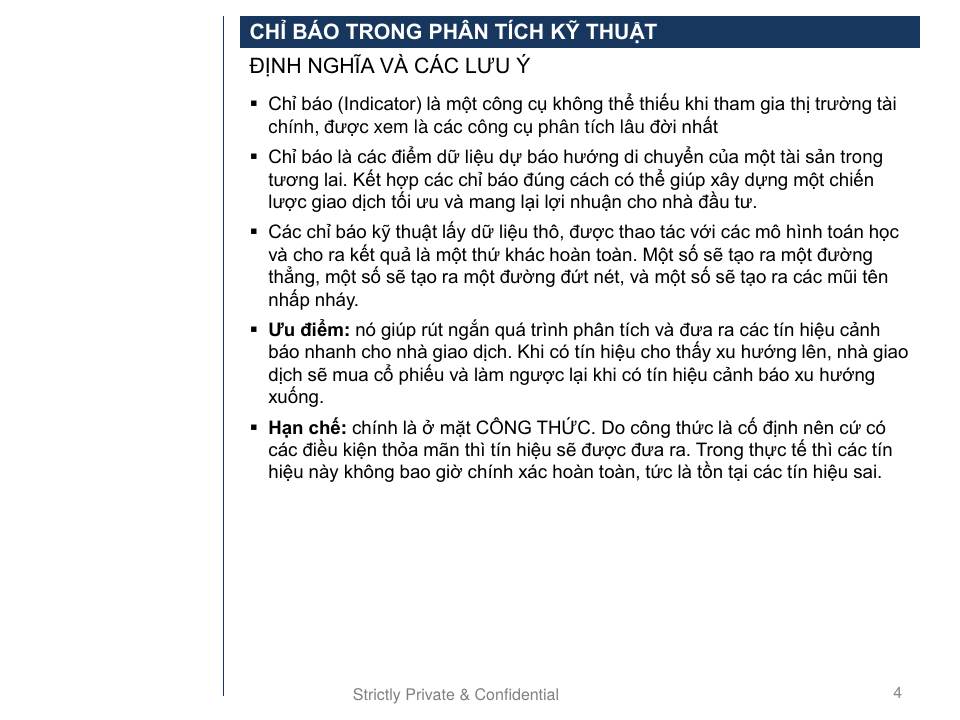 CHỈ BÁO TRONG PHÂN TÍCH KỸ THUẬT
ĐỊNH NGHĨA VÀ CÁC LƯU Ý
▪ Chỉ báo (Indicator) là một công cụ không thể thiếu khi tham gia thị trường tài
chính, được xem là các công cụ phân tích lâu đời nhất
▪ Chỉ báo là các điểm dữ liệu dự báo hướng di chuyển của một tài sản trong
tương lai. Kết hợp các chỉ báo đúng cách có thể giúp xây dựng một chiến
lược giao dịch tối ưu và mang lại lợi nhuận cho nhà đầu tư.
▪ Các chỉ báo kỹ thuật lấy dữ liệu thô, được thao tác với các mô hình toán học
và cho ra kết quả là một thứ khác hoàn toàn. Một số sẽ tạo ra một đường
thẳng, một số sẽ tạo ra một đường đứt nét, và một số sẽ tạo ra các mũi tên
nhấp nháy.
▪ Ưu điểm: nó giúp rút ngắn quá trình phân tích và đưa ra các tín hiệu cảnh
báo nhanh cho nhà giao dịch. Khi có tín hiệu cho thấy xu hướng lên, nhà giao
dịch sẽ mua cổ phiếu và làm ngược lại khi có tín hiệu cảnh báo xu hướng
xuống.
▪ Hạn chế: chính là ở mặt CÔNG THỨC. Do công thức là cố định nên cứ có
các điều kiện thỏa mãn thì tín hiệu sẽ được đưa ra. Trong thực tế thì các tín
hiệu này không bao giờ chính xác hoàn toàn, tức là tồn tại các tín hiệu sai.
Strictly Private & Confidential
4